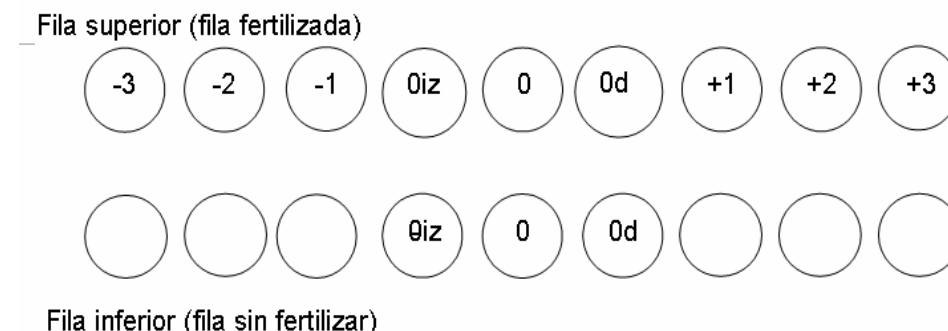 Fila superior (fila fertilizada)
-3 -2 -1 0iz 0 0d +1 +2 +3
0iz 0 0d
Fila inferior (fila sin fertilizar)